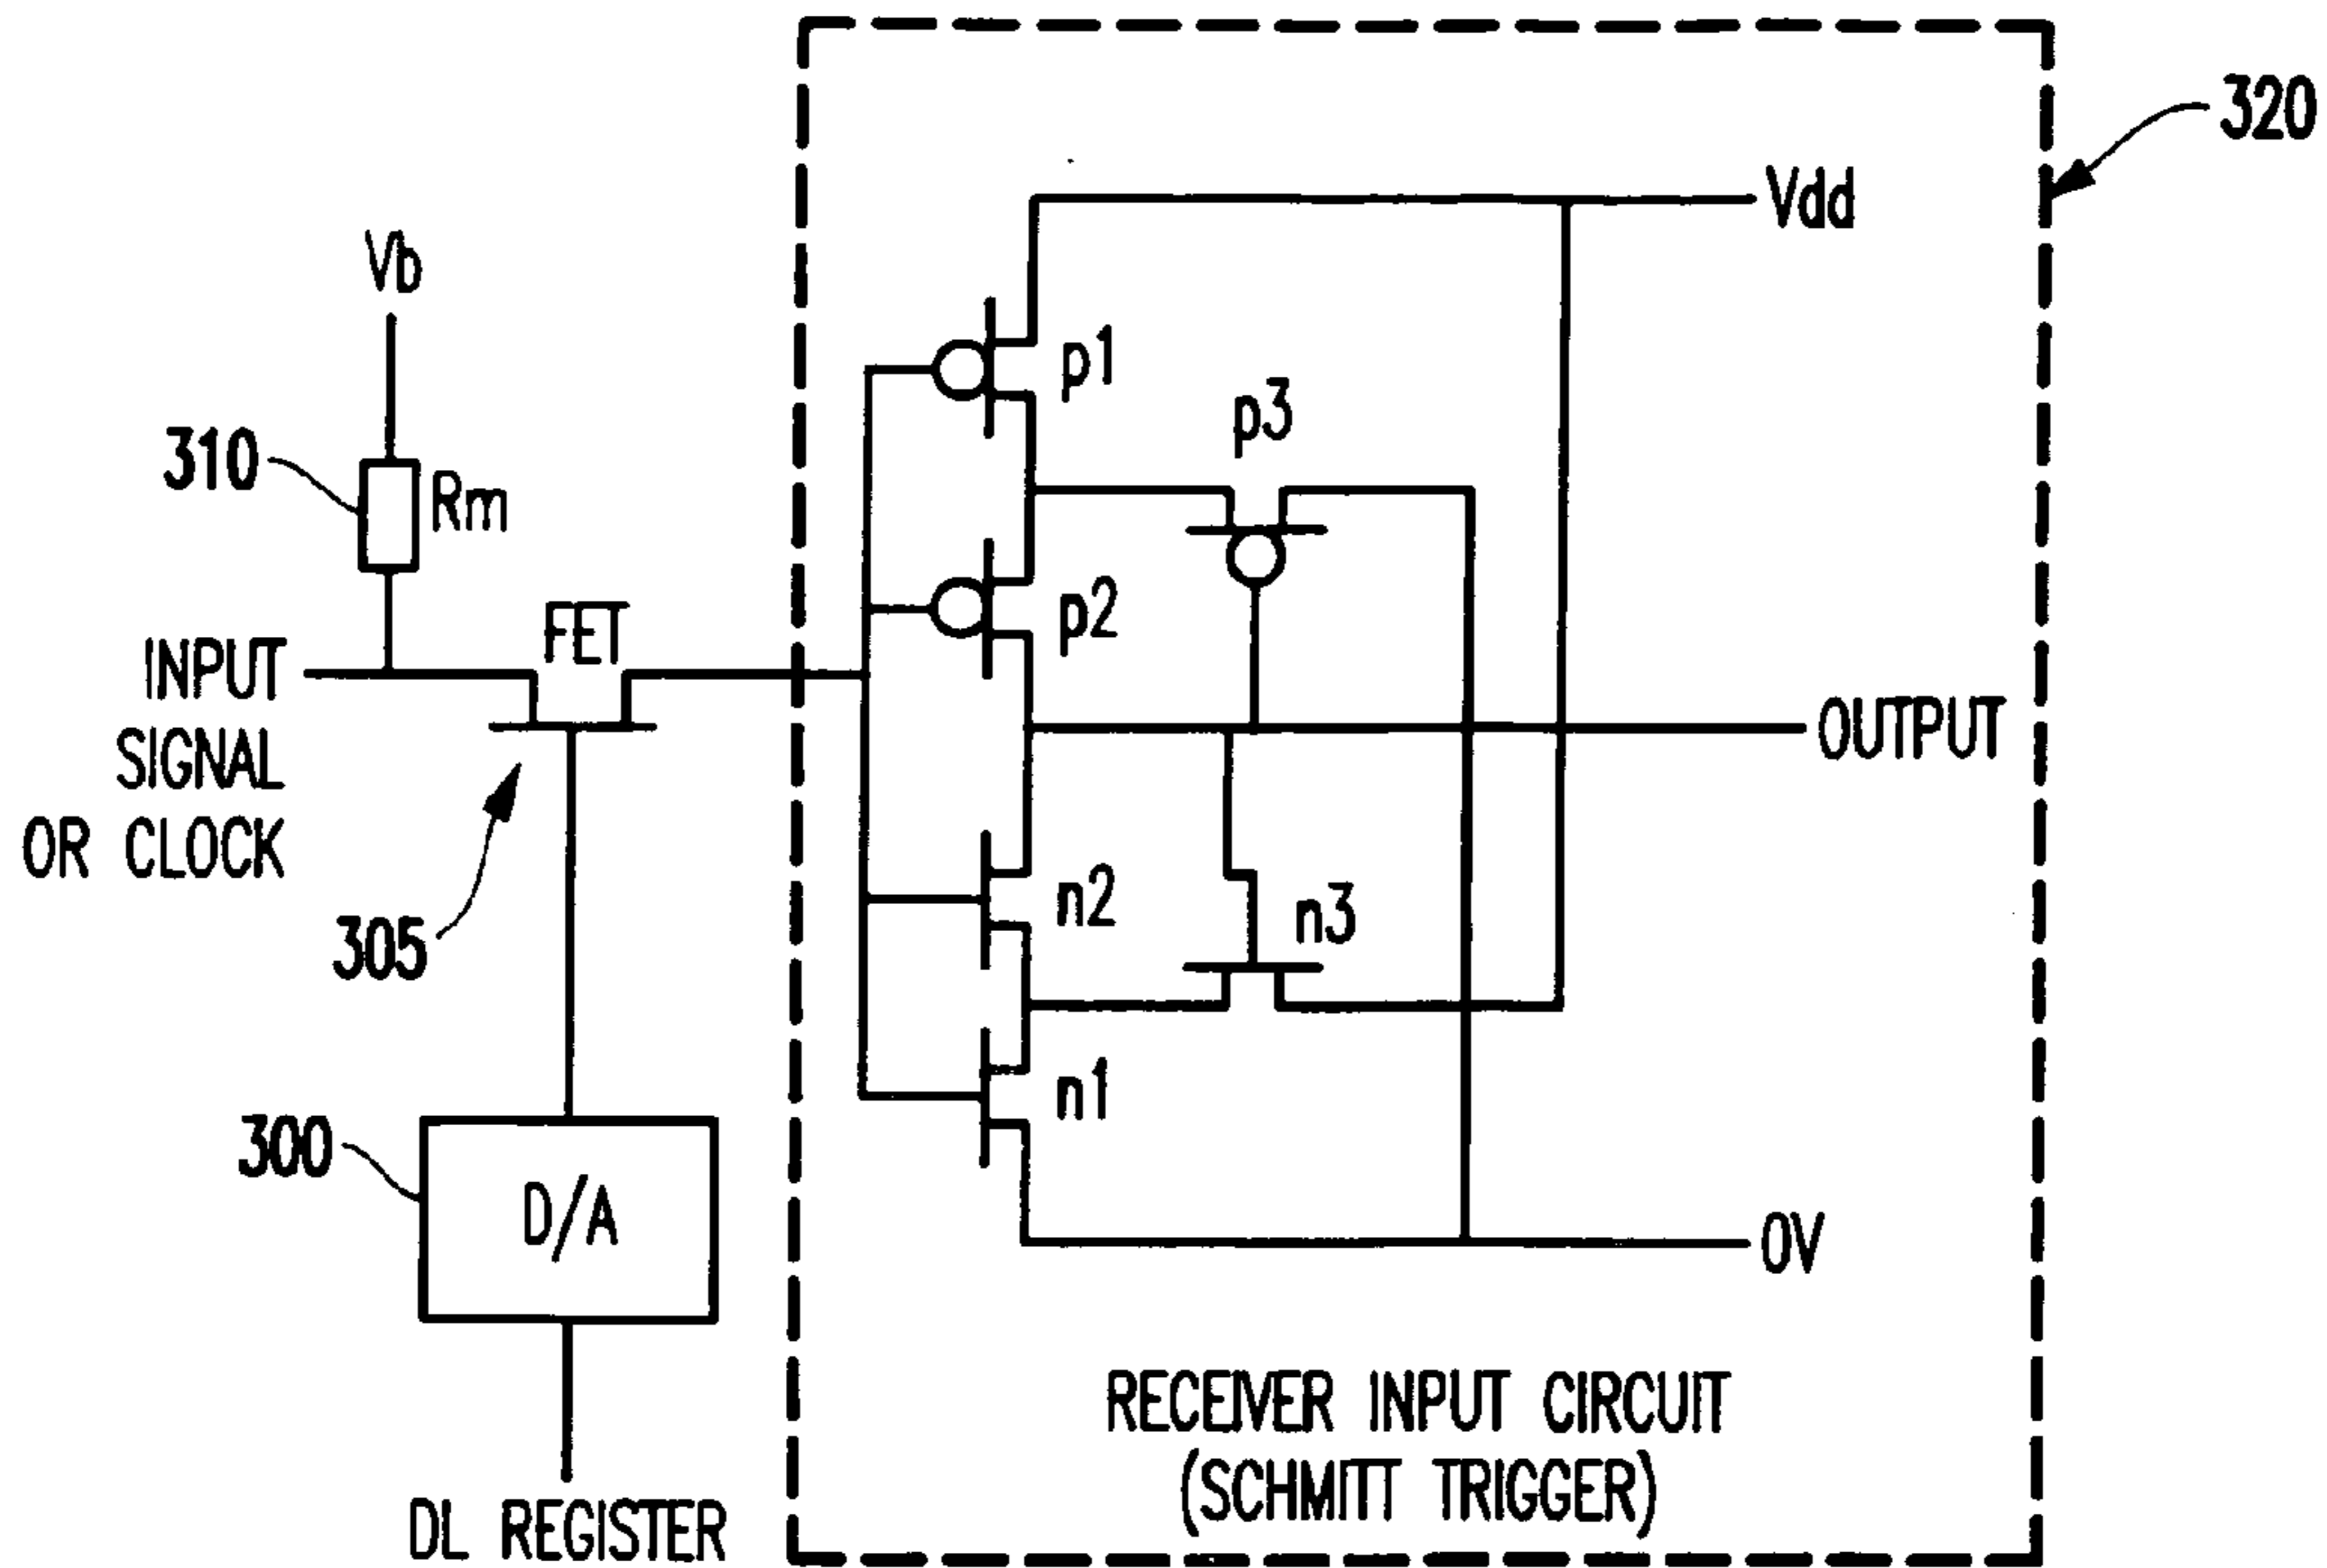 320
Vdd
Vb
p1
310
Rm
p3
p2
FET
INPUT
SIGNAL
OR CLOCK
OUTPUT
305
n2
n3
n1
300
D/A
0V
RECEIVER INPUT CIRCUIT
(SCHMITT TRIGGER)
DL REGISTER